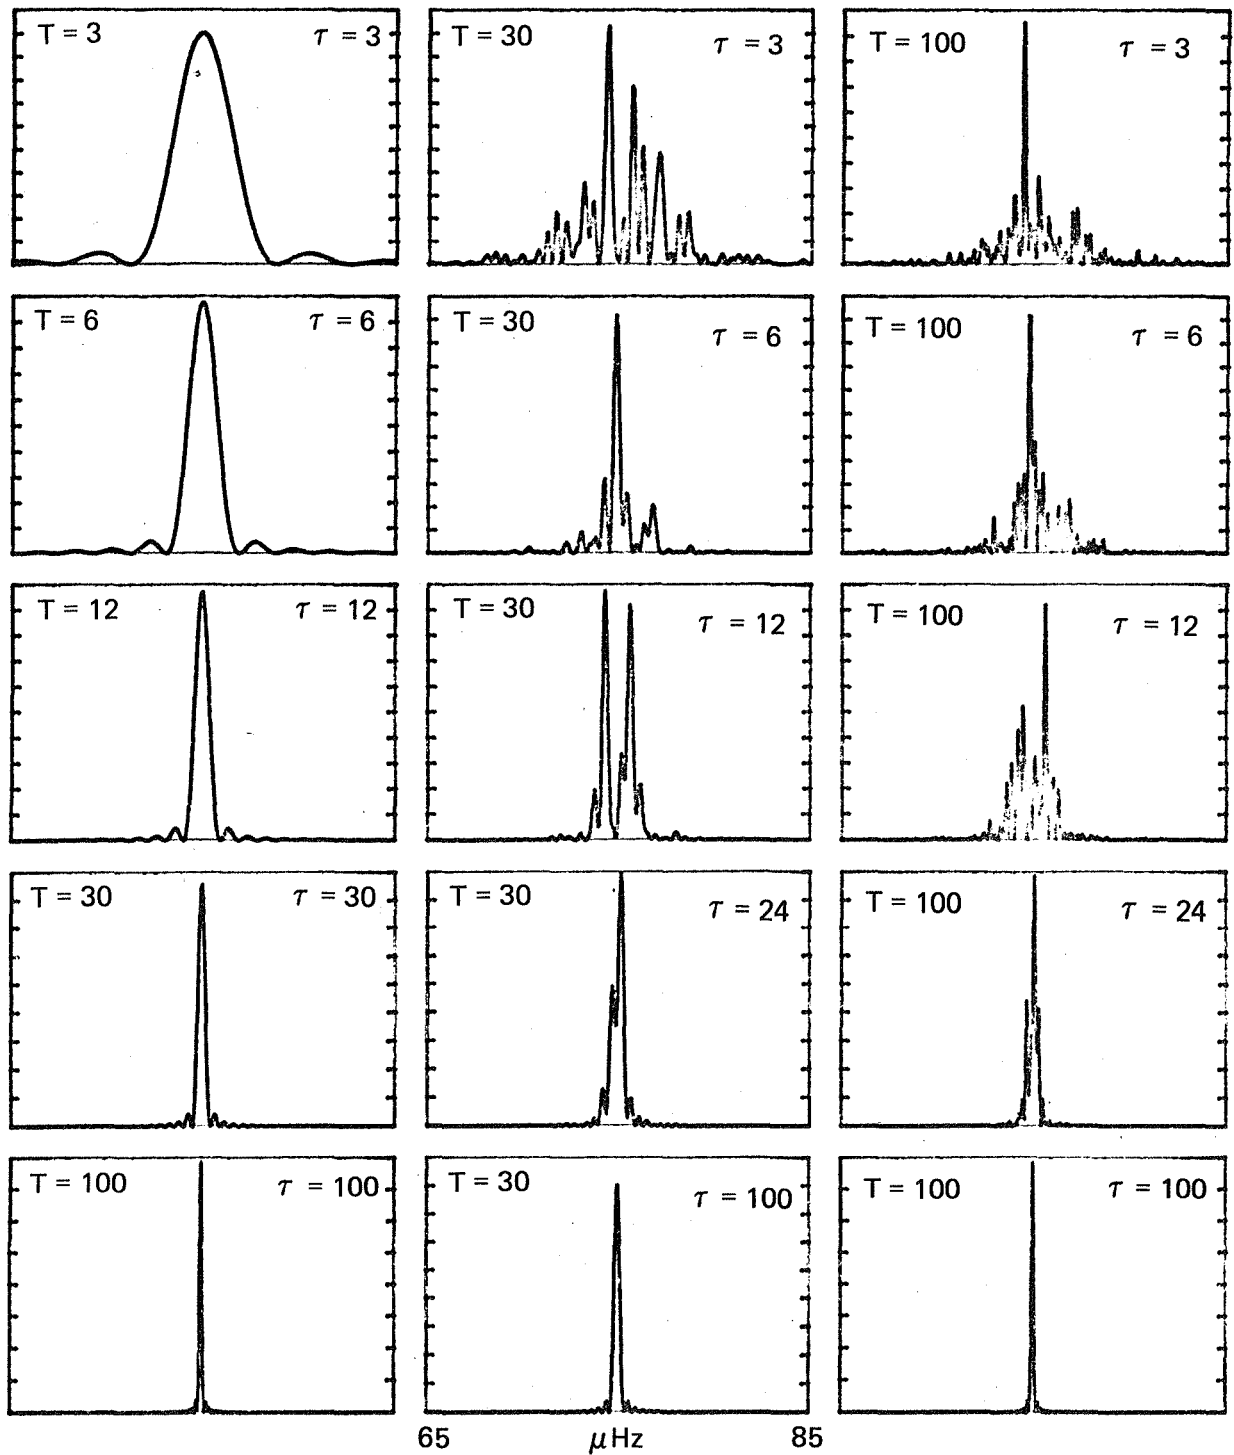 T = 3 τ = 3
T = 30 τ = 3
T = 100 τ = 3
T = 6 τ = 6
T = 30 τ = 6
T = 100 τ = 6
T = 12 τ = 12
T = 30 τ = 12
T = 100 τ = 12
T = 30 τ = 30
T = 30 τ = 24
T = 100 τ = 24
T = 100 τ = 100
T = 30 τ = 100
T = 100 τ = 100
65 μHz 85